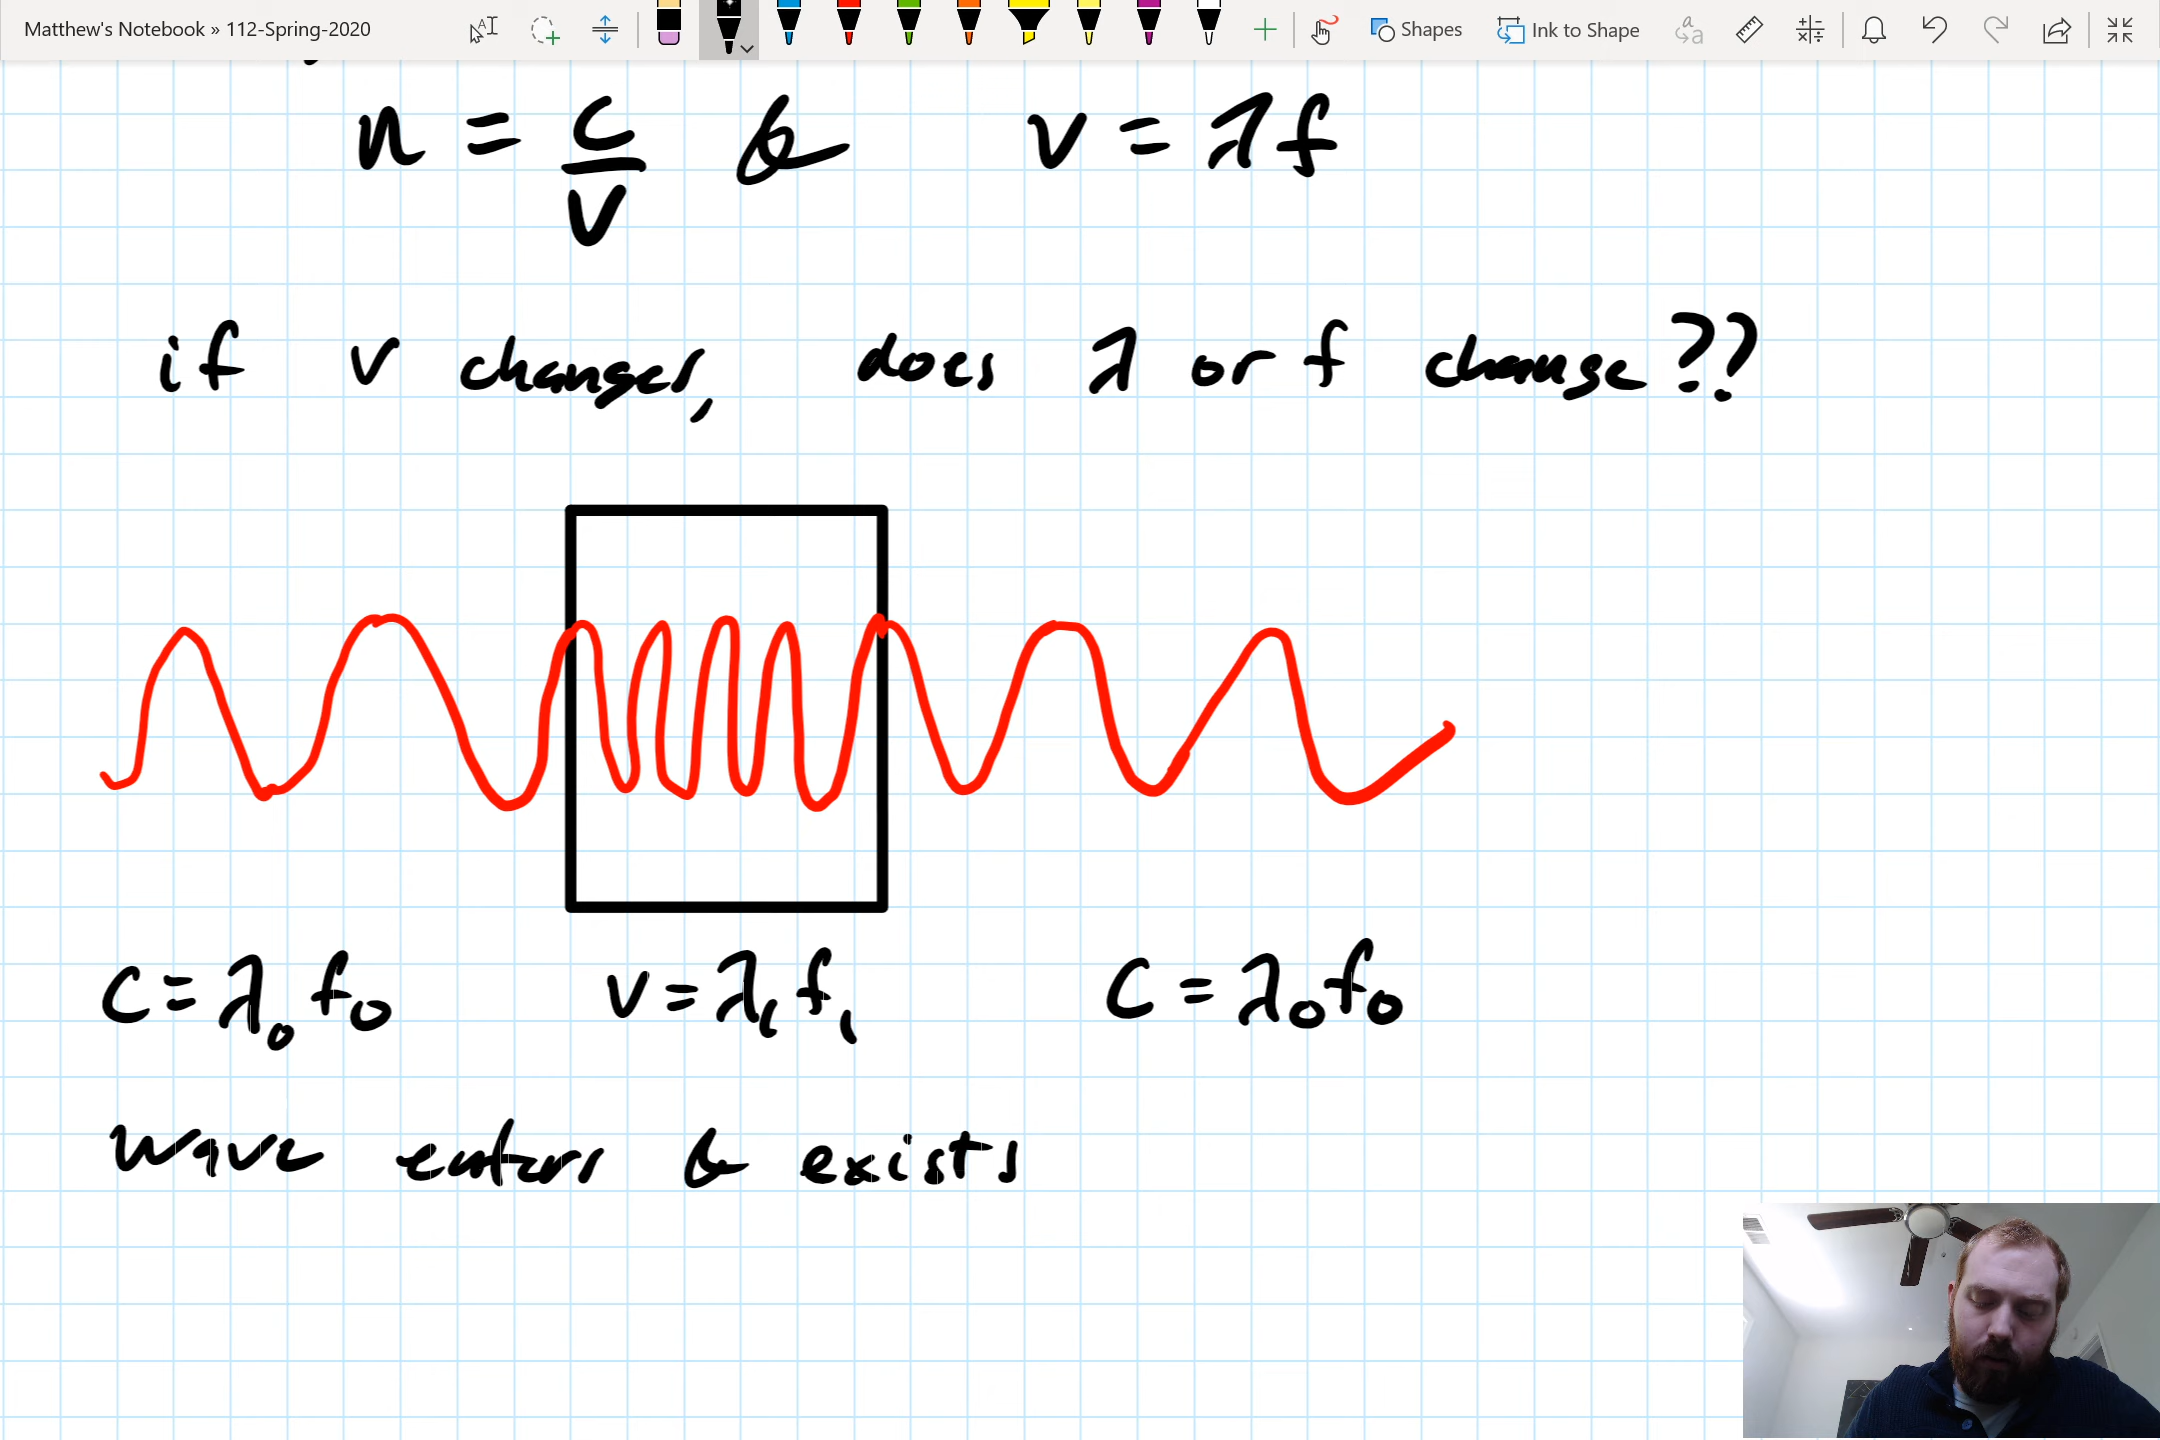 Matthew's Notebook » 112-Spring-2020
Shapes
Ink to Shape
n = c/v & v = λf
if v changes, does λ or f change??
c = λ₀f₀ v = λ₁f₁ c = λ₀f₀
wave enters & exists